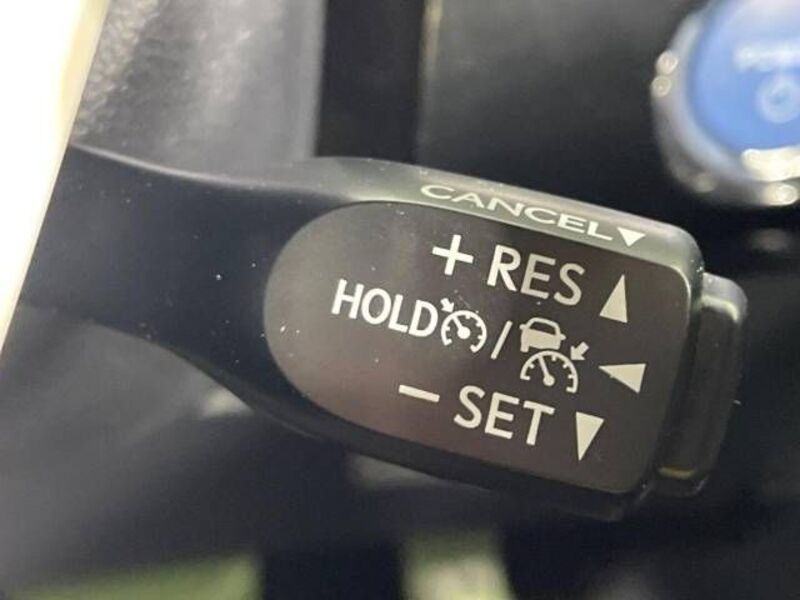 CANCEL▼
+ RES ▲
HOLD / ◀
− SET ▼